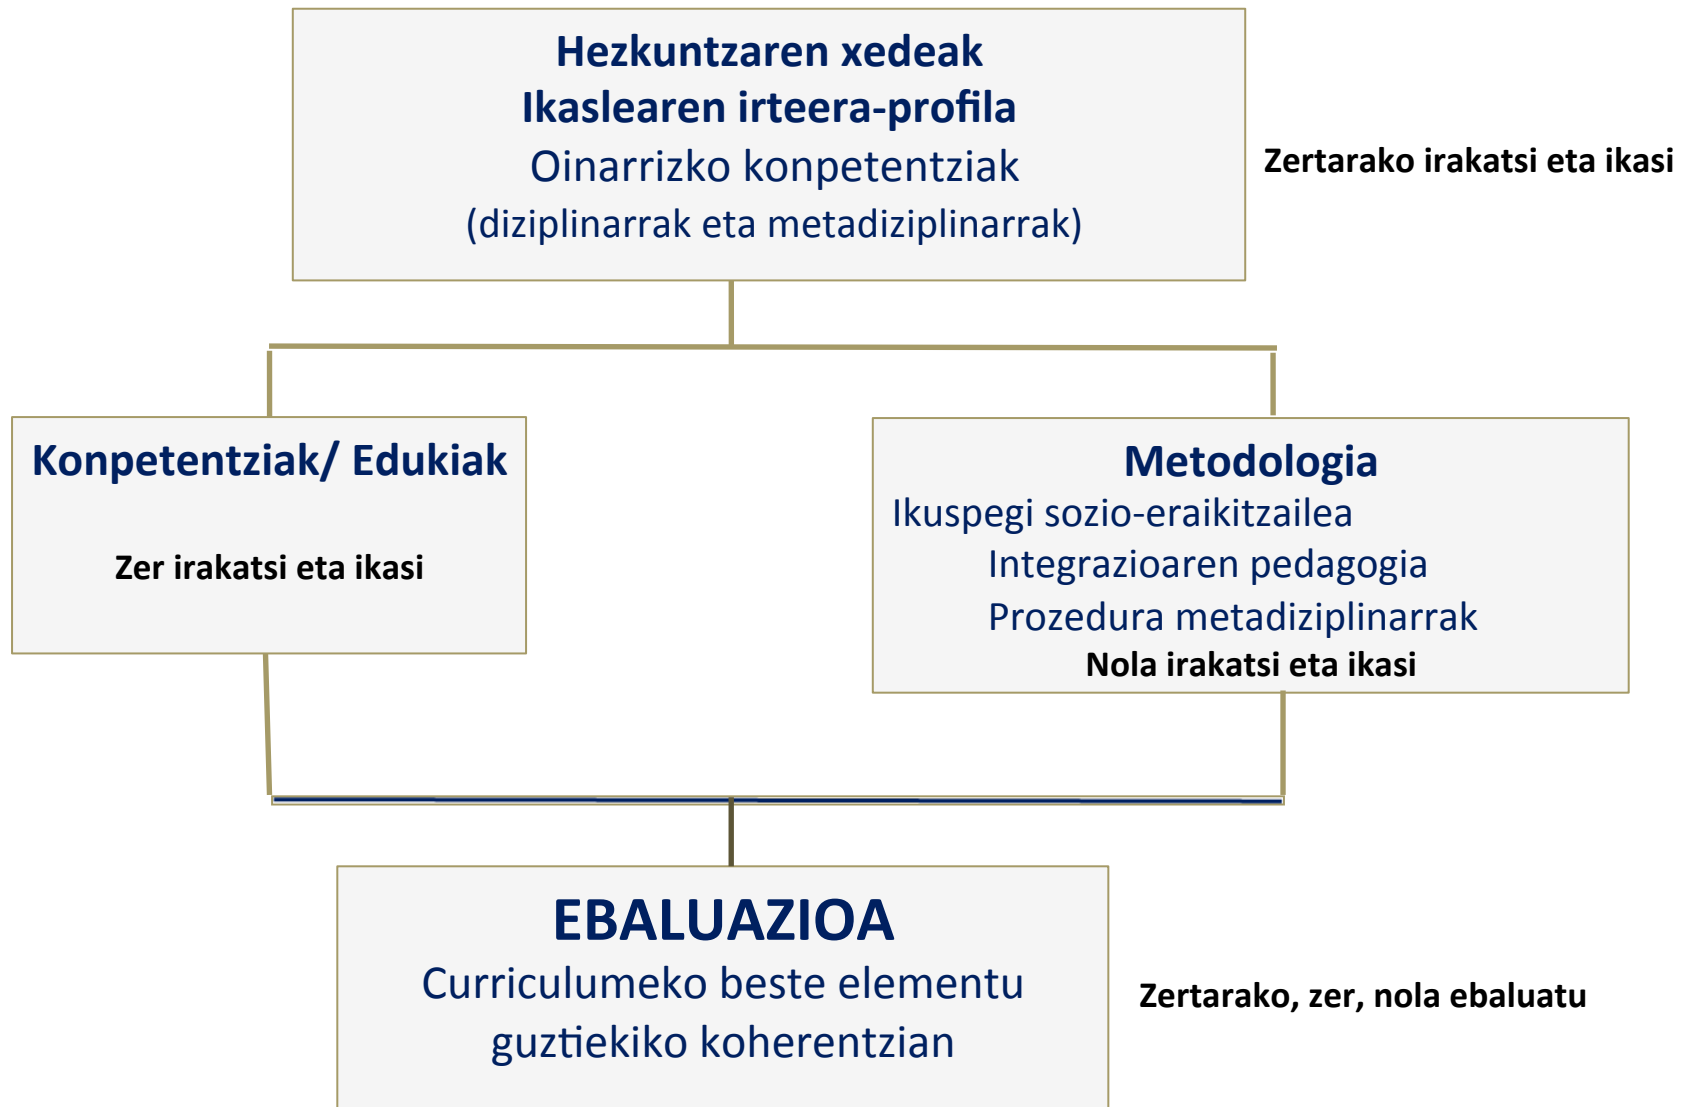 Hezkuntzaren xedeak
Ikaslearen irteera-profila
Oinarrizko konpetentziak
(diziplinarrak eta metadiziplinarrak)
Zertarako irakatsi eta ikasi
Konpetentziak/ Edukiak
Zer irakatsi eta ikasi
Metodologia
Ikuspegi sozio-eraikitzailea
Integrazioaren pedagogia
Prozedura metadiziplinarrak
Nola irakatsi eta ikasi
EBALUAZIOA
Curriculumeko beste elementu
guztiekiko koherentzian
Zertarako, zer, nola ebaluatu